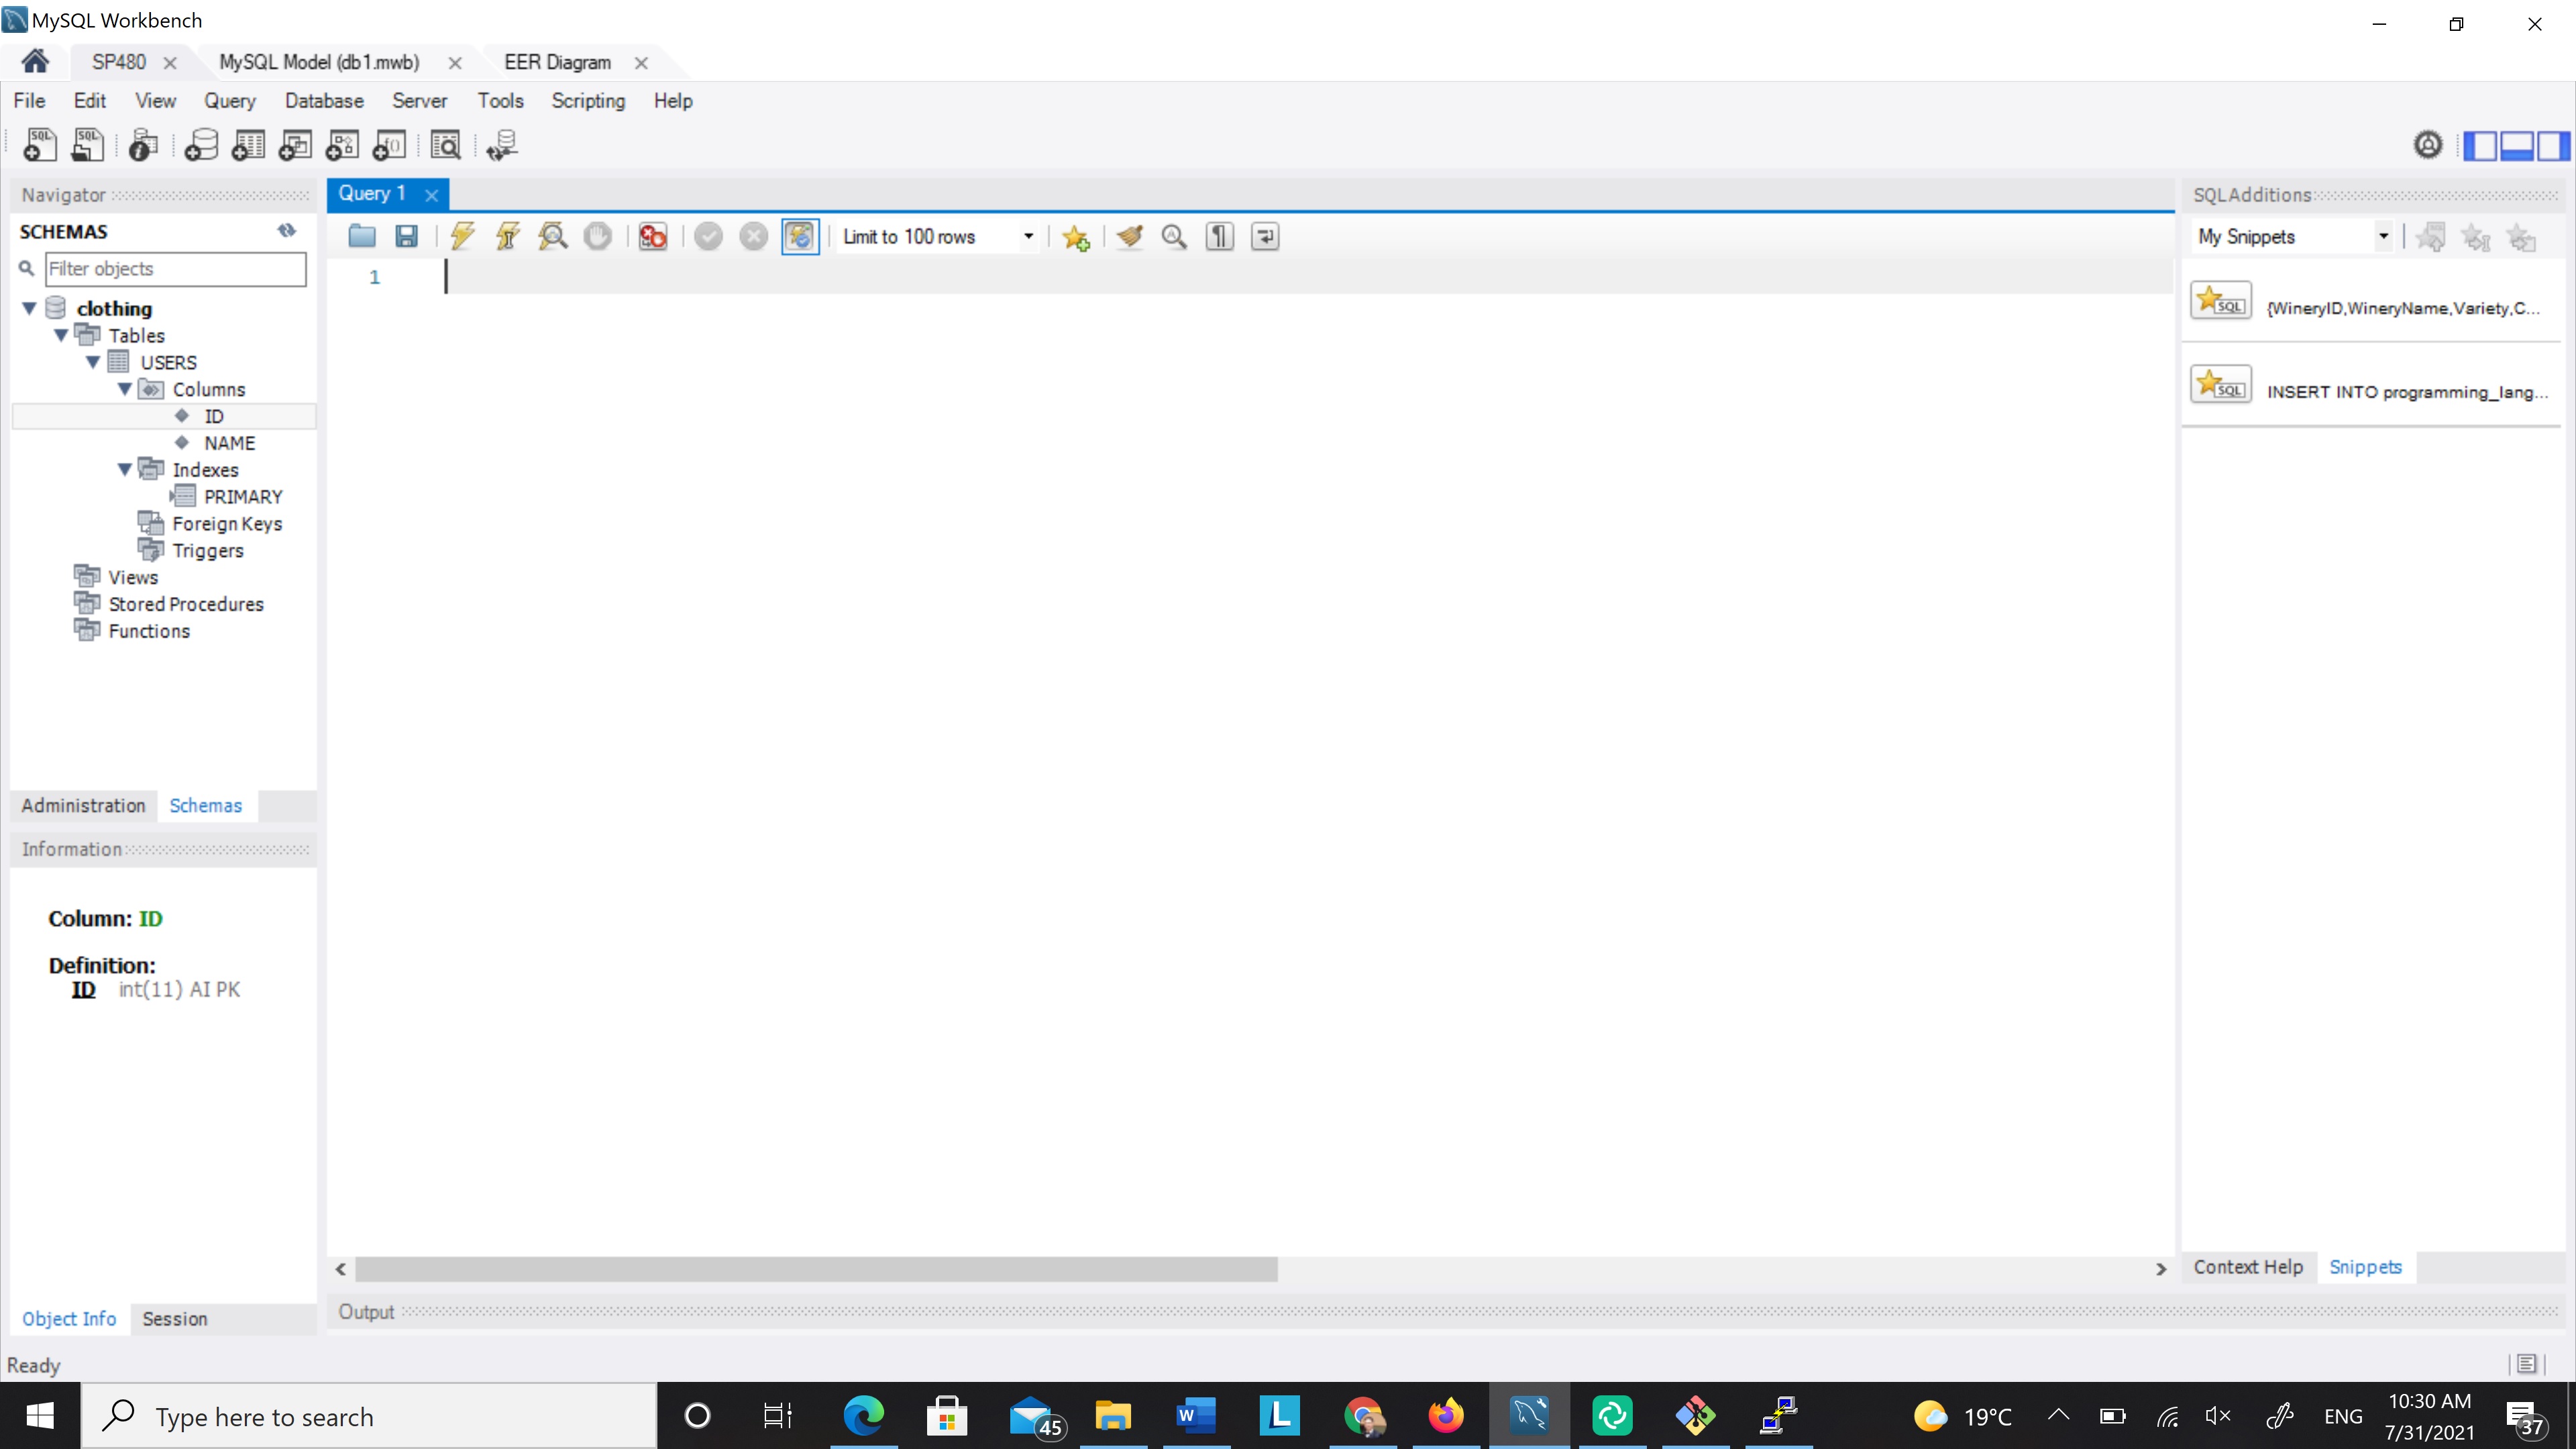 MySQL Workbench
SP480
MySQL Model (db1.mwb)
EER Diagram
File Edit View Query Database Server Tools Scripting Help
Navigator
SCHEMAS
Filter objects
clothing
Tables
USERS
Columns
ID
NAME
Indexes
PRIMARY
Foreign Keys
Triggers
Views
Stored Procedures
Functions
Administration Schemas
Information
Column: ID
Definition:
ID int(11) AI PK
Object Info Session
Query 1
Limit to 100 rows
1
Output
SQLAdditions
My Snippets
SQL {WineryID,WineryName,Variety,C...
SQL INSERT INTO programming_lang...
Context Help Snippets
Ready
Type here to search
45
19°C
ENG
10:30 AM
7/31/2021
37